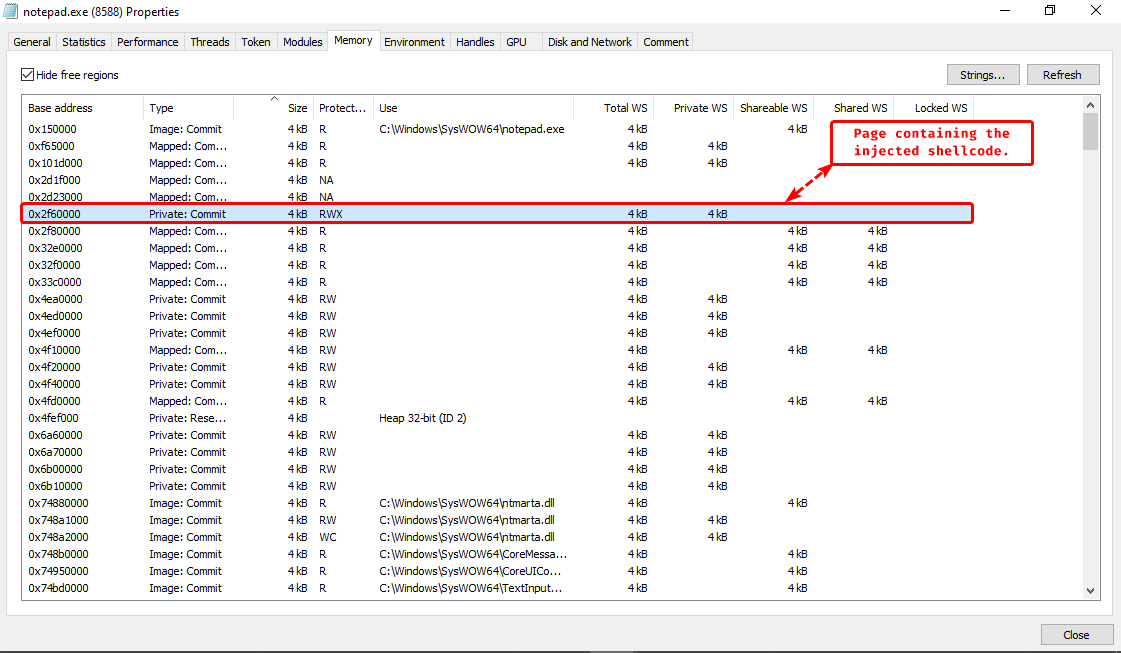 notepad.exe (8588) Properties
General Statistics Performance Threads Token Modules Memory Environment Handles GPU Disk and Network Comment
Hide free regions Strings... Refresh
Base address Type Size Protect... Use Total WS Private WS Shareable WS Shared WS Locked WS
0x150000 Image: Commit 4 kB R C:\Windows\SysWOW64\notepad.exe 4 kB 4 kB
Page containing the
injected shellcode.
0xf65000 Mapped: Com... 4 kB R 4 kB 4 kB
0x101d000 Mapped: Com... 4 kB R 4 kB 4 kB
0x2d1f000 Mapped: Com... 4 kB NA
0x2d23000 Mapped: Com... 4 kB NA
0x2f60000 Private: Commit 4 kB RWX 4 kB 4 kB
0x2f80000 Mapped: Com... 4 kB R 4 kB 4 kB 4 kB
0x32e0000 Mapped: Com... 4 kB R 4 kB 4 kB 4 kB
0x32f0000 Mapped: Com... 4 kB R 4 kB 4 kB 4 kB
0x33c0000 Mapped: Com... 4 kB R 4 kB 4 kB 4 kB
0x4ea0000 Private: Commit 4 kB RW 4 kB 4 kB
0x4ed0000 Private: Commit 4 kB RW 4 kB 4 kB
0x4ef0000 Private: Commit 4 kB RW 4 kB 4 kB
0x4f10000 Mapped: Com... 4 kB RW 4 kB 4 kB 4 kB
0x4f20000 Private: Commit 4 kB RW 4 kB 4 kB
0x4f40000 Private: Commit 4 kB RW 4 kB 4 kB
0x4fd0000 Mapped: Com... 4 kB R 4 kB 4 kB 4 kB
0x4fef000 Private: Rese... 4 kB Heap 32-bit (ID 2)
0x6a60000 Private: Commit 4 kB RW 4 kB 4 kB
0x6a70000 Private: Commit 4 kB RW 4 kB 4 kB
0x6b00000 Private: Commit 4 kB RW 4 kB 4 kB
0x6b10000 Private: Commit 4 kB RW 4 kB 4 kB
0x74880000 Image: Commit 4 kB R C:\Windows\SysWOW64\ntmarta.dll 4 kB 4 kB
0x748a1000 Image: Commit 4 kB RW C:\Windows\SysWOW64\ntmarta.dll 4 kB 4 kB
0x748a2000 Image: Commit 4 kB WC C:\Windows\SysWOW64\ntmarta.dll 4 kB 4 kB
0x748b0000 Image: Commit 4 kB R C:\Windows\SysWOW64\CoreMessa... 4 kB 4 kB
0x74950000 Image: Commit 4 kB R C:\Windows\SysWOW64\CoreUICo... 4 kB 4 kB
0x74bd0000 Image: Commit 4 kB R C:\Windows\SysWOW64\TextInput... 4 kB 4 kB
Close